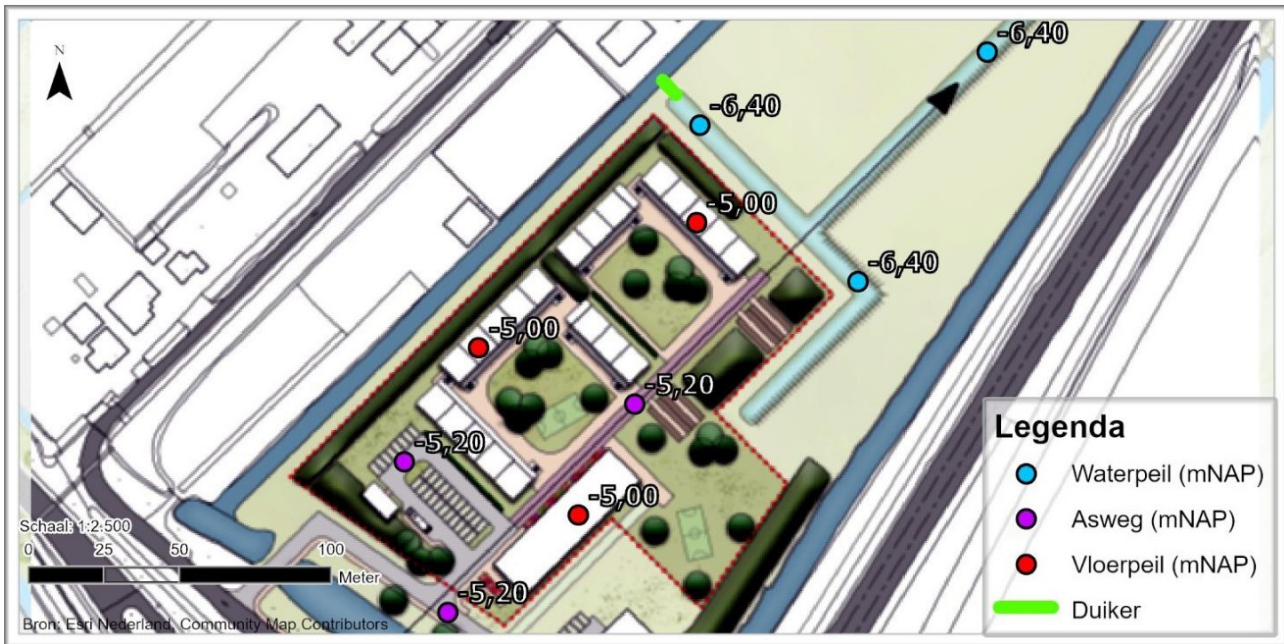 N
-6,40
-6,40
-5,00
-6,40
-5,00
-5,20
-5,20
-5,00
-5,20
Schaal: 1:2.500
0 25 50 100
Meter
Bron: Esri Nederland, Community Map Contributors
Legenda
Waterpeil (mNAP)
Asweg (mNAP)
Vloerpeil (mNAP)
Duiker